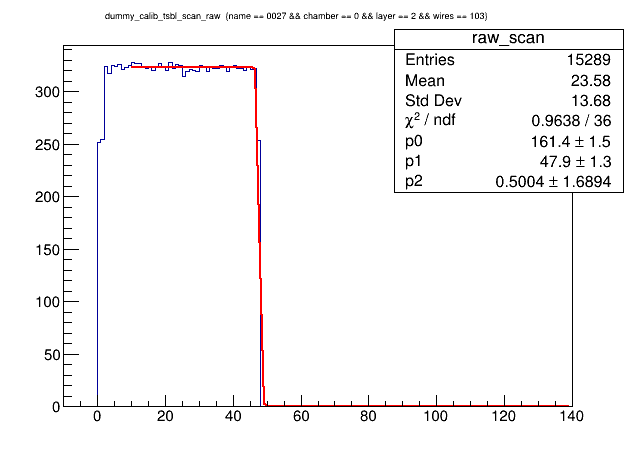 dummy_calib_tsbl_scan_raw (name == 0027 && chamber == 0 && layer == 2 && wires == 103)
raw_scan
Entries 15289
Mean 23.58
Std Dev 13.68
χ² / ndf 0.9638 / 36
p0 161.4 ± 1.5
p1 47.9 ± 1.3
p2 0.5004 ± 1.6894
300
250
200
150
100
50
0
0 20 40 60 80 100 120 140